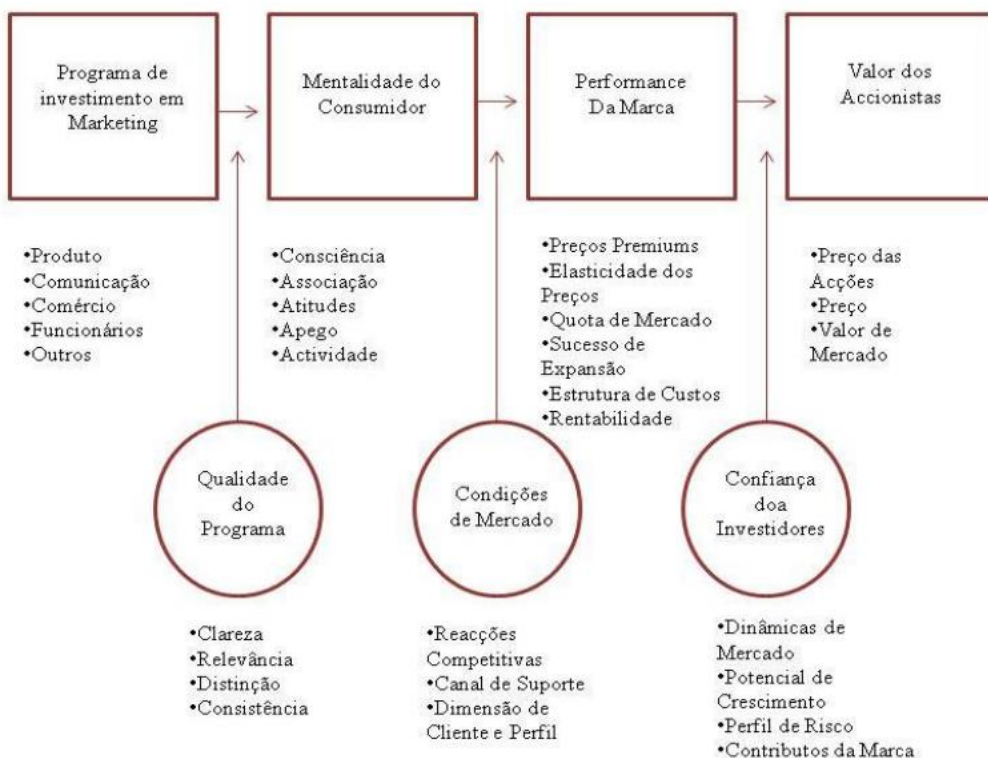 Programa de
investimento em
Marketing
Mentalidade do
Consumidor
Performance
Da Marca
Valor dos
Accionistas
•Produto
•Comunicação
•Comércio
•Funcionários
•Outros
•Consciência
•Associação
•Atitudes
•Apego
•Actividade
•Preços Premiums
•Elasticidade dos
Preços
•Quota de Mercado
•Sucesso de
Expansão
•Estrutura de Custos
•Rentabilidade
•Preço das
Acções
•Preço
•Valor de
Mercado
Qualidade
do
Programa
Condições
de Mercado
Confiança
doa
Investidores
•Clareza
•Relevância
•Distinção
•Consistência
•Reacções
Competitivas
•Canal de Suporte
•Dimensão de
Cliente e Perfil
•Dinâmicas de
Mercado
•Potencial de
Crescimento
•Perfil de Risco
•Contributos da Marca